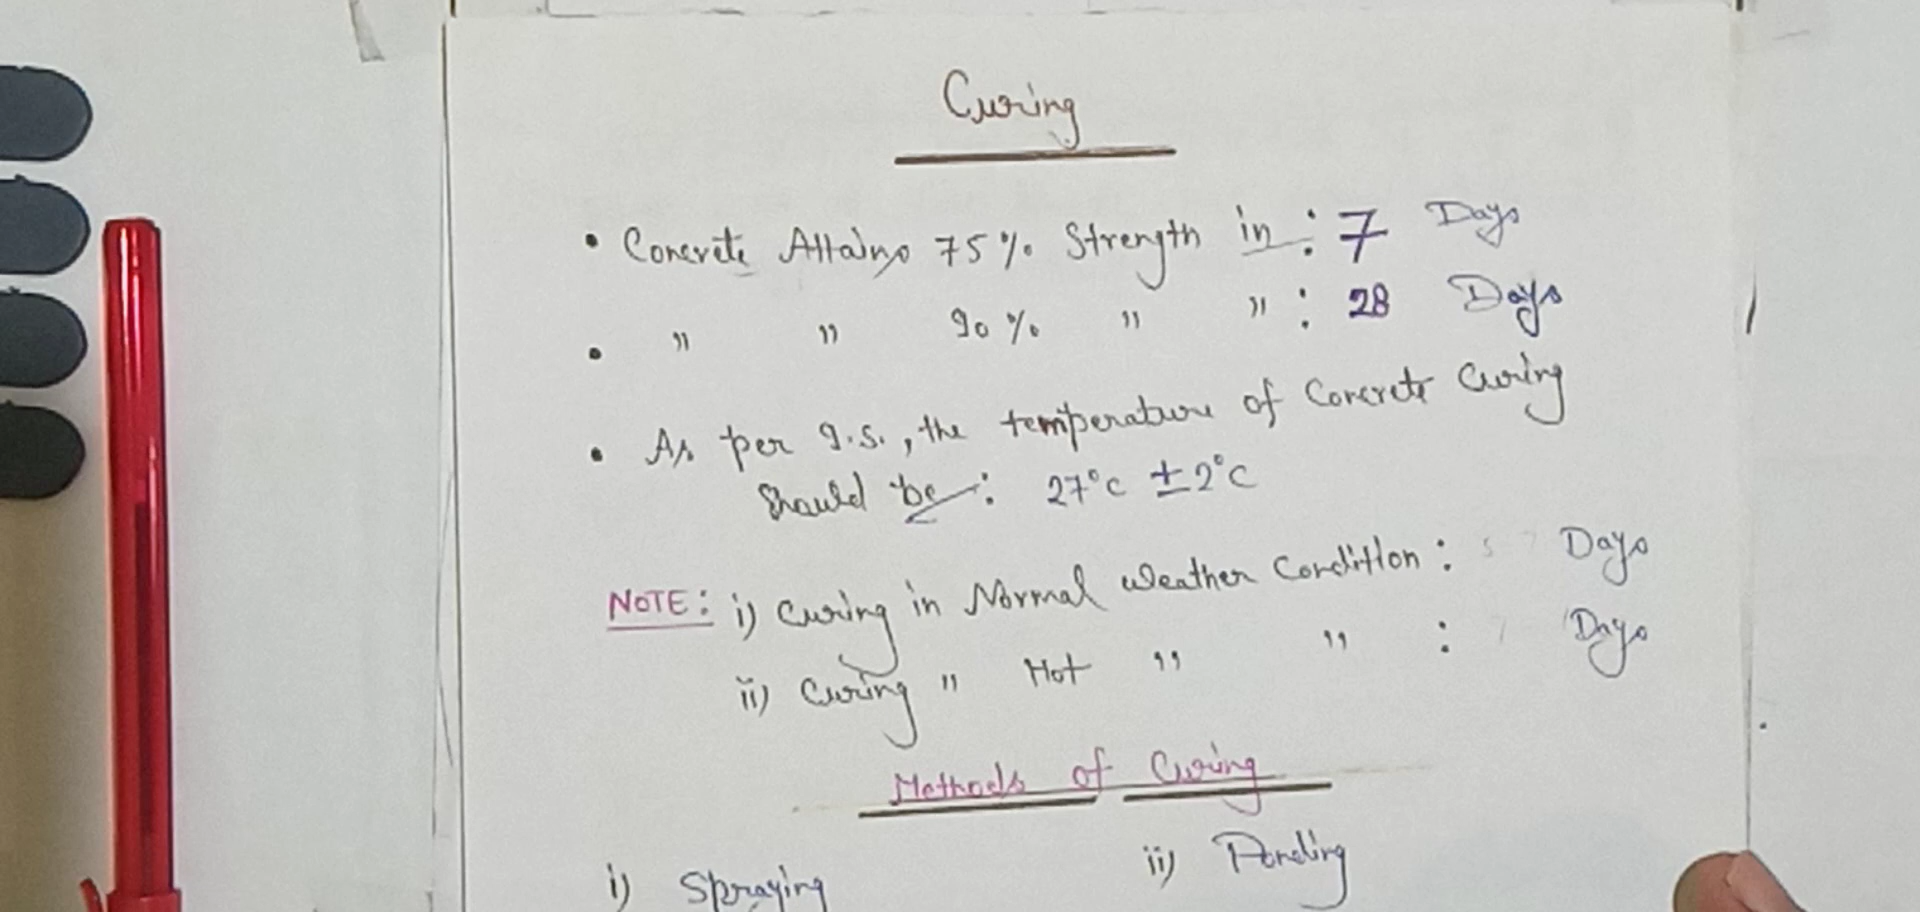 Curing
• Concrete Attains 75% Strength in : 7 Days
• " " 90% " " : 28 Days
• As per I.S., the temperature of Concrete Curing
should be : 27°C ±2°C
NOTE : i) Curing in Normal Weather Condition : Days
ii) Curing " Hot " " : Days
Methods of Curing
i) Spraying ii) Ponding